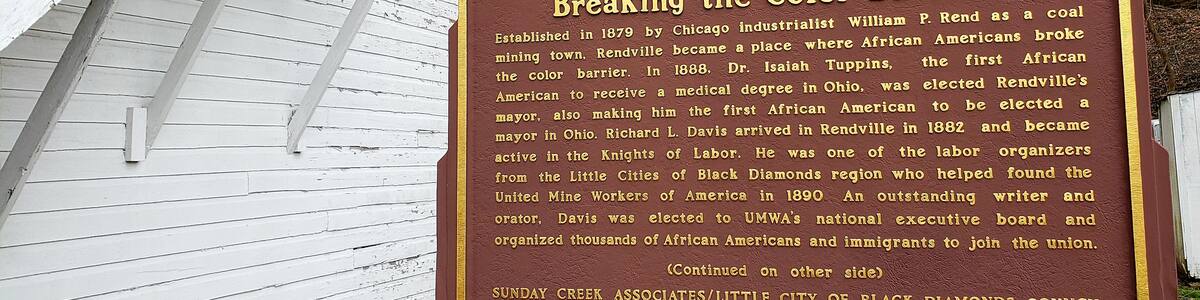 Breaking the Color
Established in 1879 by Chicago industrialist William P. Rend as a coal
mining town, Rendville became a place where African Americans broke
the color barrier. In 1888, Dr. Isaiah Tuppins, the first African
American to receive a medical degree in Ohio, was elected Rendville's
mayor, also making him the first African American to be elected a
mayor in Ohio. Richard L. Davis arrived in Rendville in 1882 and became
active in the Knights of Labor. He was one of the labor organizers
from the Little Cities of Black Diamonds region who helped found the
United Mine Workers of America in 1890 An outstanding writer and
orator, Davis was elected to UMWA's national executive board and
organized thousands of African Americans and immigrants to join the union.
(Continued on other side)
SUNDAY CREEK ASSOCIATES/LITTLE CITY OF BLACK DIAMONDS COUNCIL